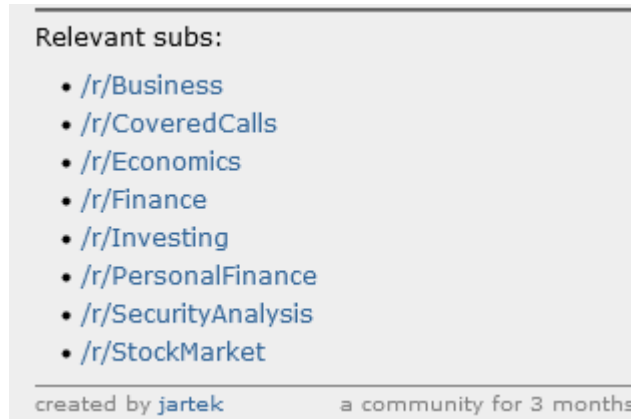 Relevant subs:
• /r/Business
• /r/CoveredCalls
• /r/Economics
• /r/Finance
• /r/Investing
• /r/PersonalFinance
• /r/SecurityAnalysis
• /r/StockMarket
created by jartek a community for 3 months